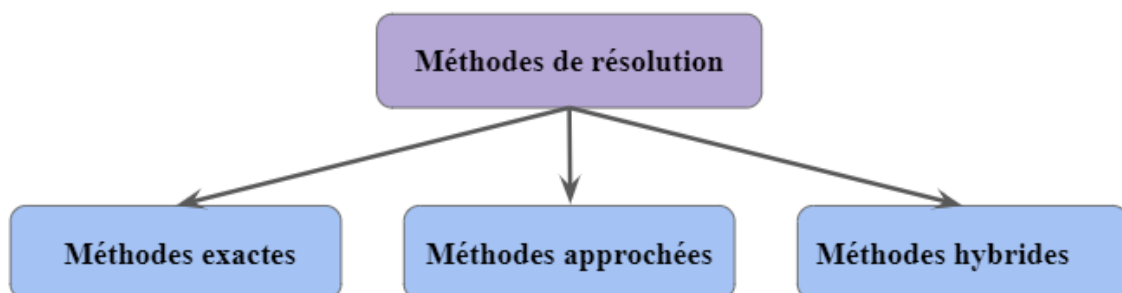 Méthodes de résolution
Méthodes exactes
Méthodes approchées
Méthodes hybrides